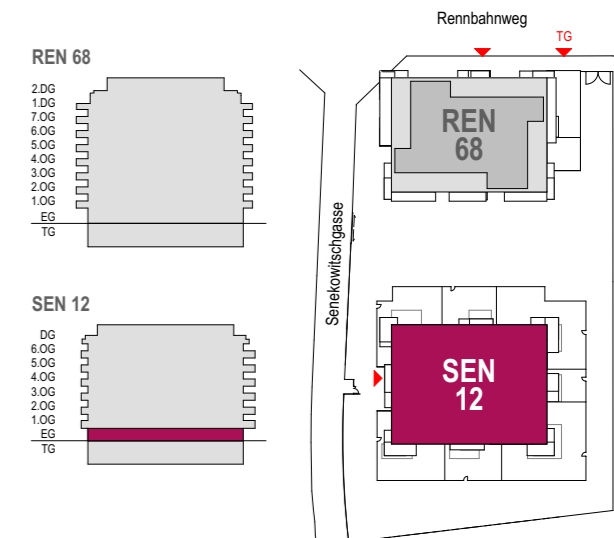 REN 68
2.DG
1.DG
7.OG
6.OG
5.OG
4.OG
3.OG
2.OG
1.OG
EG
TG
SEN 12
DG
6.OG
5.OG
4.OG
3.OG
2.OG
1.OG
EG
TG
Rennbahnweg
TG
REN
68
Senekowitschgasse
SEN
12